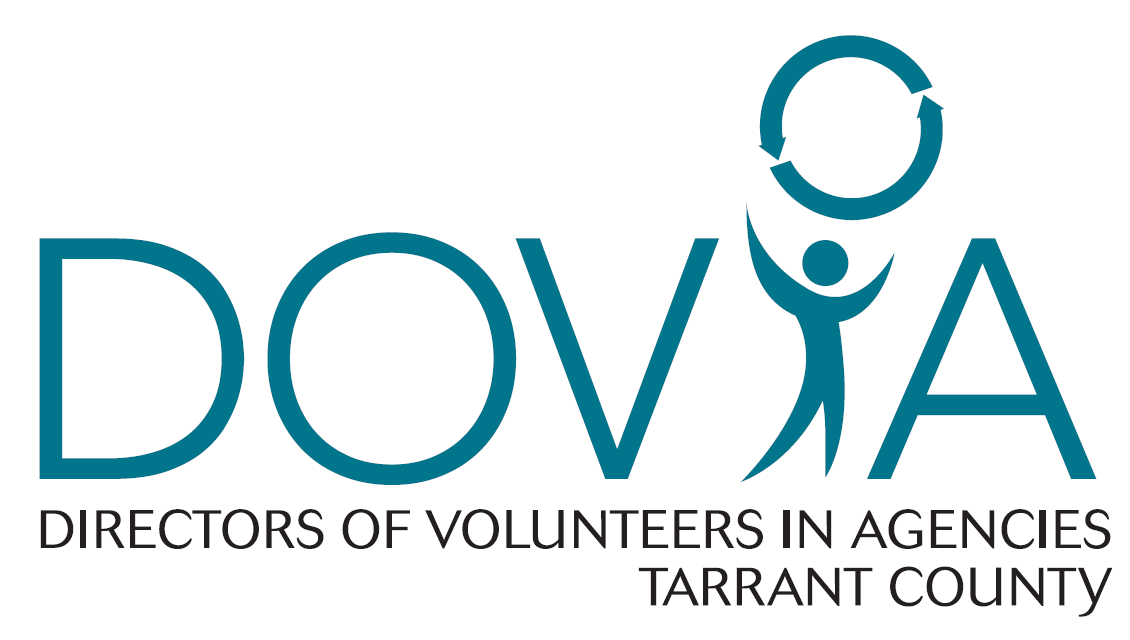 DOVIA
DIRECTORS OF VOLUNTEERS IN AGENCIES
TARRANT COUNTY